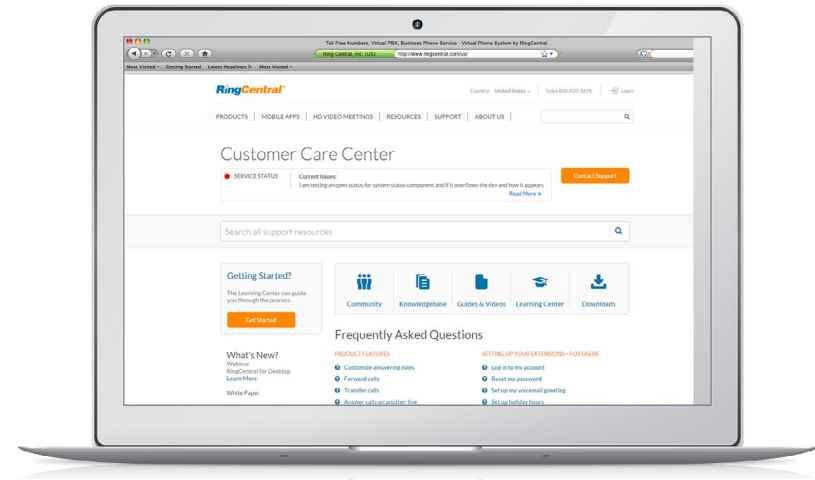 Toll Free Numbers, Virtual PBX, Business Phone Service - Virtual Phone System by RingCentral
Ring Central, Inc. (US)
http://www.ringcentral.com/us/
Most Visited
Getting Started
Latest Headlines
Most Visited
RingCentral
Country: United States
Sales: 800-820-3676
Login
PRODUCTS | MOBILE APPS | HD VIDEO MEETINGS | RESOURCES | SUPPORT | ABOUT US |
Customer Care Center
SERVICE STATUS
Current Issues:
I am testing an open status for system status component and if it overflows the dev and how it appears
Read More
Contact Support
Search all support resources
Getting Started?
The Learning Center can guide
you through the process.
Get Started
Community
Knowledgebase
Guides & Videos
Learning Center
Downloads
Frequently Asked Questions
What's New?
Webinar
RingCentral for Desktop
Learn More
White Paper
PRODUCT FEATURES
Customize answering rules
Forward calls
Transfer calls
Answer calls on another line
SETTING UP YOUR EXTENSIONS - FOR USERS
Log in to my account
Reset my password
Set up my voicemail greeting
Set up holiday hours